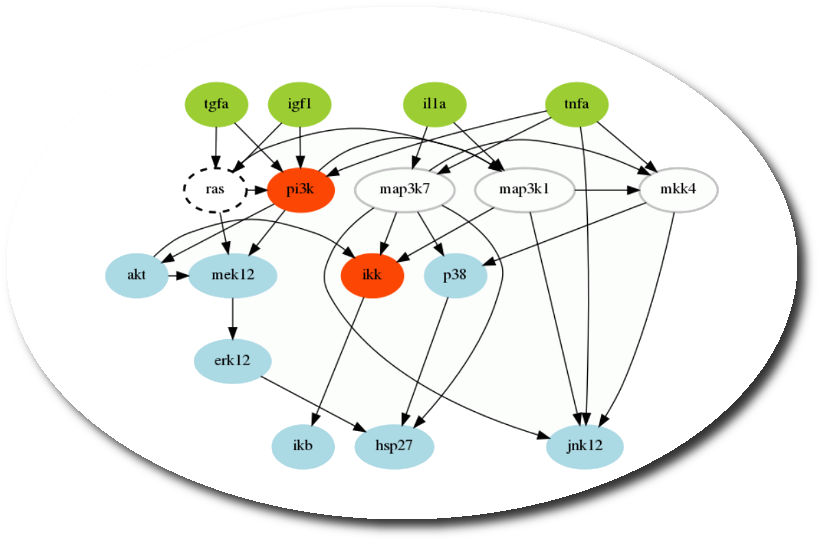 tgfa igf1 il1a tnfa
ras pi3k map3k7 map3k1 mkk4
akt mek12 ikk p38
erk12
ikb hsp27 jnk12